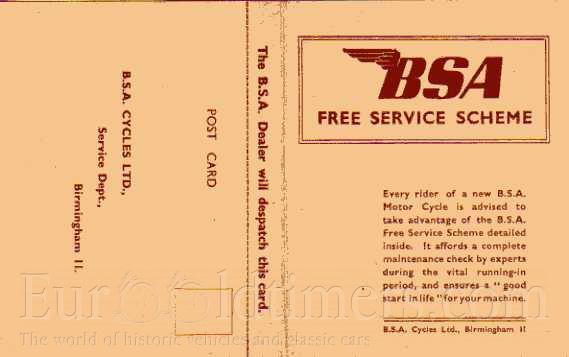 The B.S.A. Dealer will despatch this card.
POST CARD
B.S.A. CYCLES LTD.,
Service Dept.,
Birmingham 11.
BSA
FREE SERVICE SCHEME
Every rider of a new B.S.A.
Motor Cycle is advised to
take advantage of the B.S.A.
Free Service Scheme detailed
inside. It affords a complete
maintenance check by experts
during the vital running-in
period, and ensures a " good
start in life " for your machine.
B.S.A. Cycles Ltd., Birmingham 11
EuroOldtimers.com
The world of historic vehicles and classic cars